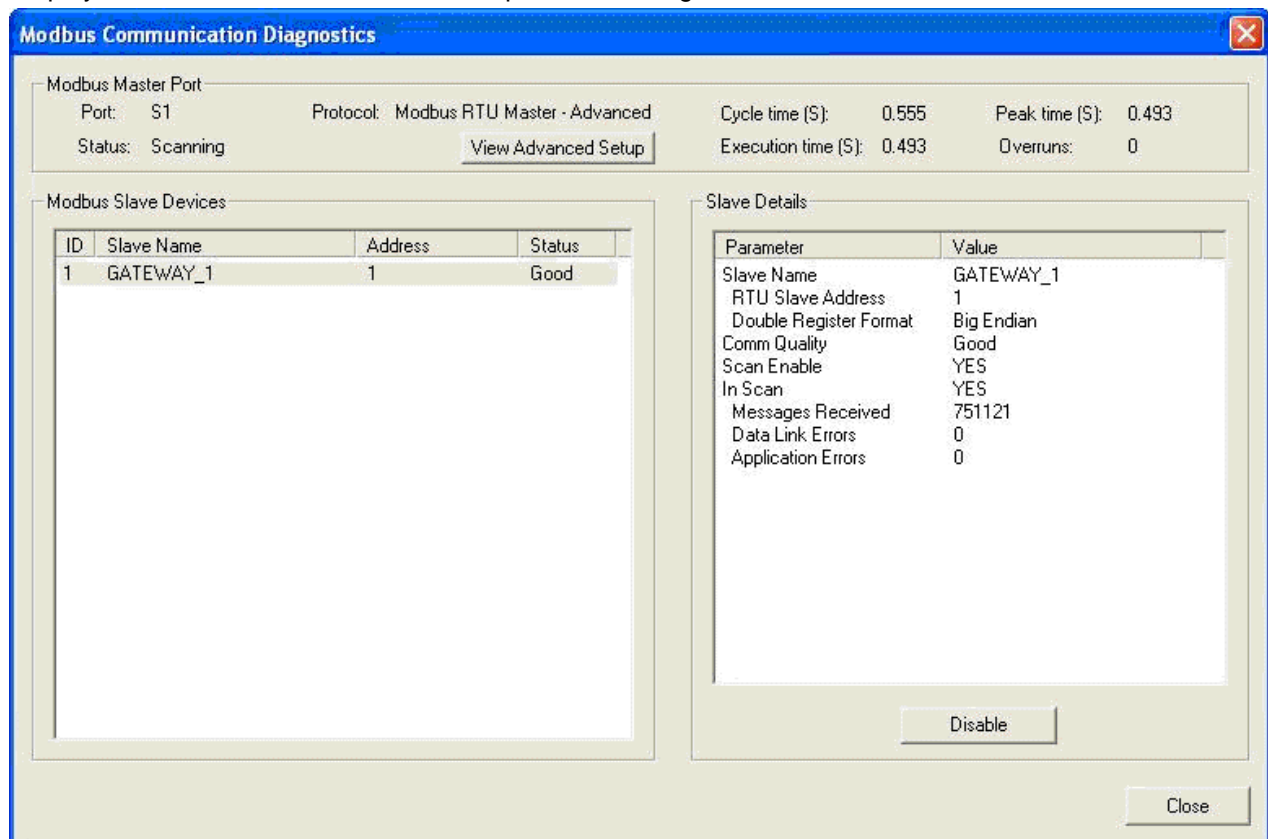 Modbus Communication Diagnostics
Modbus Master Port
Port: S1 Protocol: Modbus RTU Master - Advanced Cycle time (S): 0.555 Peak time (S): 0.493
Status: Scanning View Advanced Setup Execution time (S): 0.493 Overruns: 0
Modbus Slave Devices
ID Slave Name Address Status
1 GATEWAY_1 1 Good
Slave Details
Parameter Value
Slave Name GATEWAY_1
RTU Slave Address 1
Double Register Format Big Endian
Comm Quality Good
Scan Enable YES
In Scan YES
Messages Received 751121
Data Link Errors 0
Application Errors 0
Disable
Close